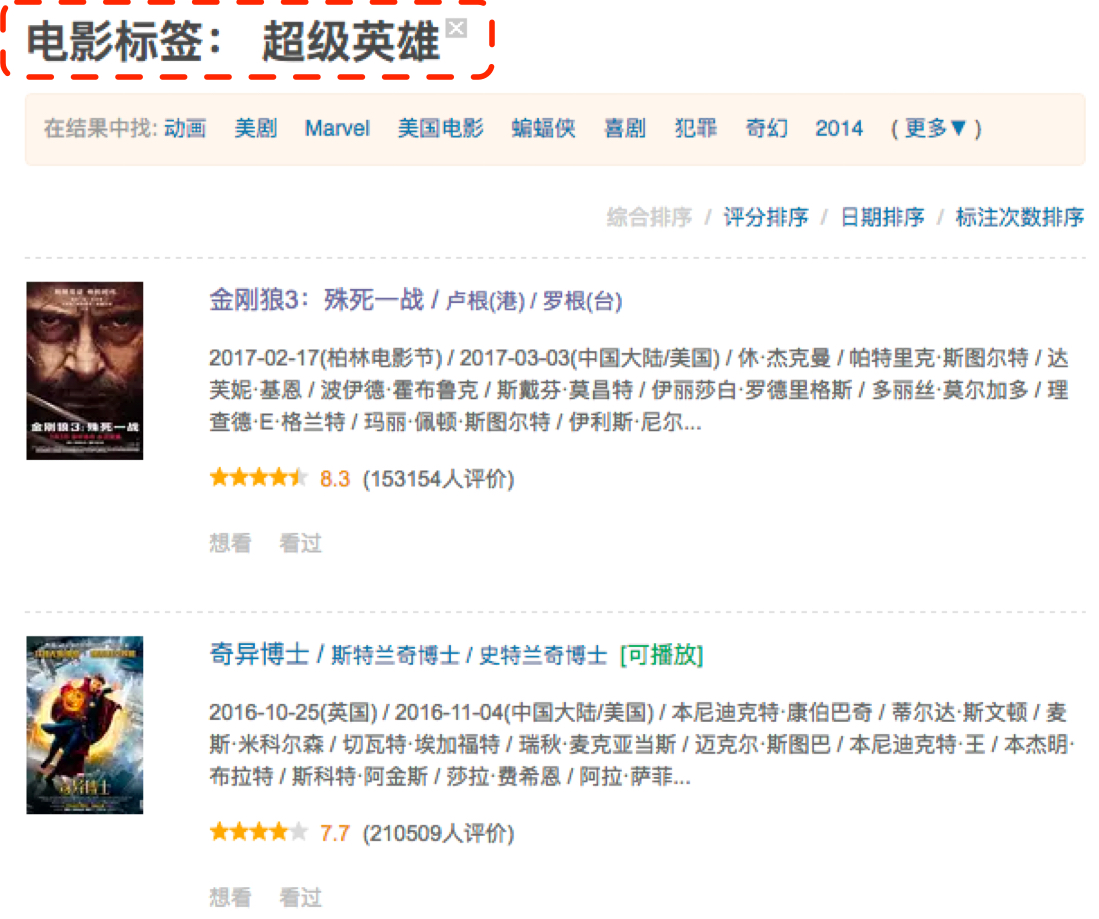 电影标签： 超级英雄
在结果中找: 动画 美剧 Marvel 美国电影 蝙蝠侠 喜剧 犯罪 奇幻 2014 ( 更多▼ )
综合排序 / 评分排序 / 日期排序 / 标注次数排序
金刚狼3：殊死一战 / 卢根(港) / 罗根(台)
2017-02-17(柏林电影节) / 2017-03-03(中国大陆/美国) / 休·杰克曼 / 帕特里克·斯图尔特 / 达
芙妮·基恩 / 波伊德·霍布鲁克 / 斯戴芬·莫昌特 / 伊丽莎白·罗德里格斯 / 多丽丝·莫尔加多 / 理
查德·E·格兰特 / 玛丽·佩顿·斯图尔特 / 伊利斯·尼尔...
金刚狼3:殊死一战
8.3 (153154人评价)
想看 看过
奇异博士 / 斯特兰奇博士 / 史特兰奇博士 [可播放]
2016-10-25(英国) / 2016-11-04(中国大陆/美国) / 本尼迪克特·康伯巴奇 / 蒂尔达·斯文顿 / 麦
斯·米科尔森 / 切瓦特·埃加福特 / 瑞秋·麦克亚当斯 / 迈克尔·斯图巴 / 本尼迪克特·王 / 本杰明·
布拉特 / 斯科特·阿金斯 / 莎拉·费希恩 / 阿拉·萨菲...
奇异博士
7.7 (210509人评价)
想看 看过